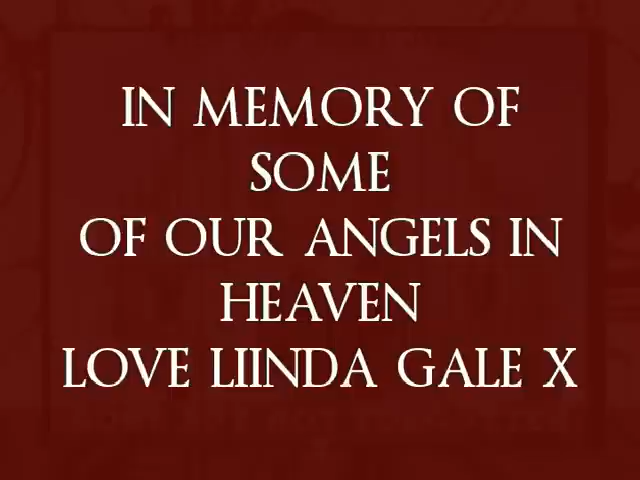 IN MEMORY OF
SOME
OF OUR ANGELS IN
HEAVEN
LOVE LIINDA GALE X